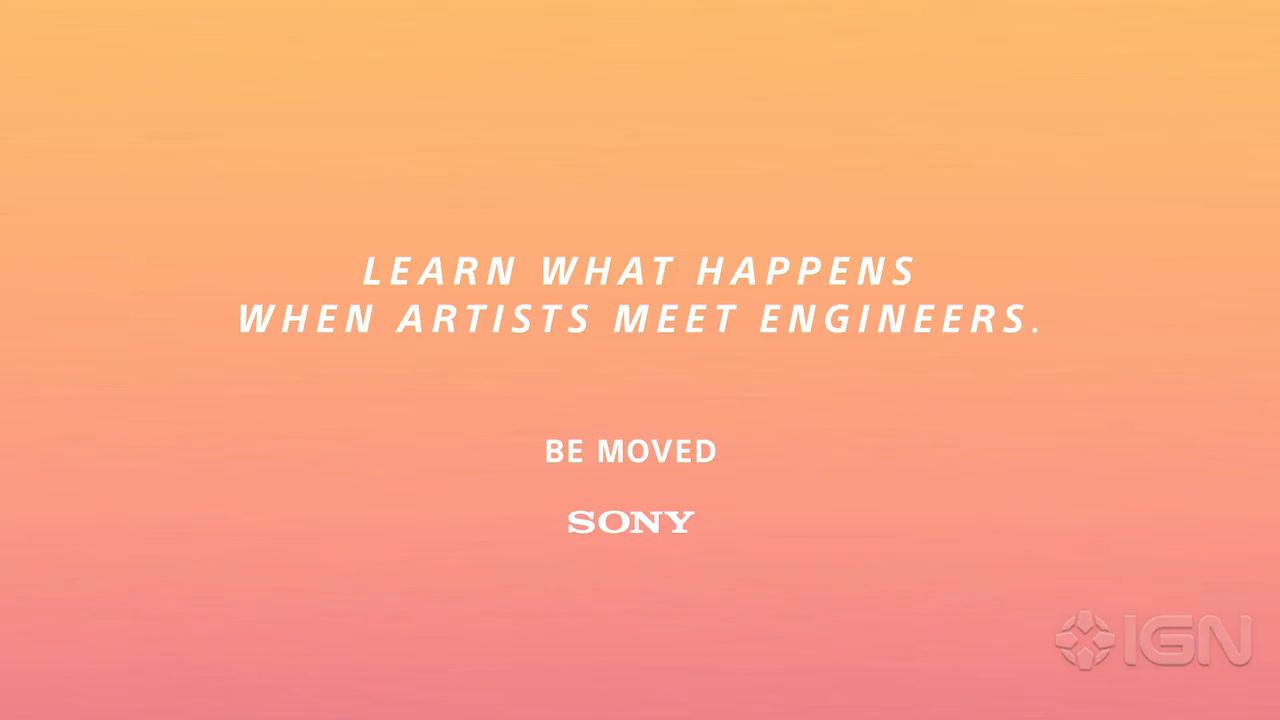 LEARN WHAT HAPPENS
WHEN ARTISTS MEET ENGINEERS.
BE MOVED
SONY
IGN